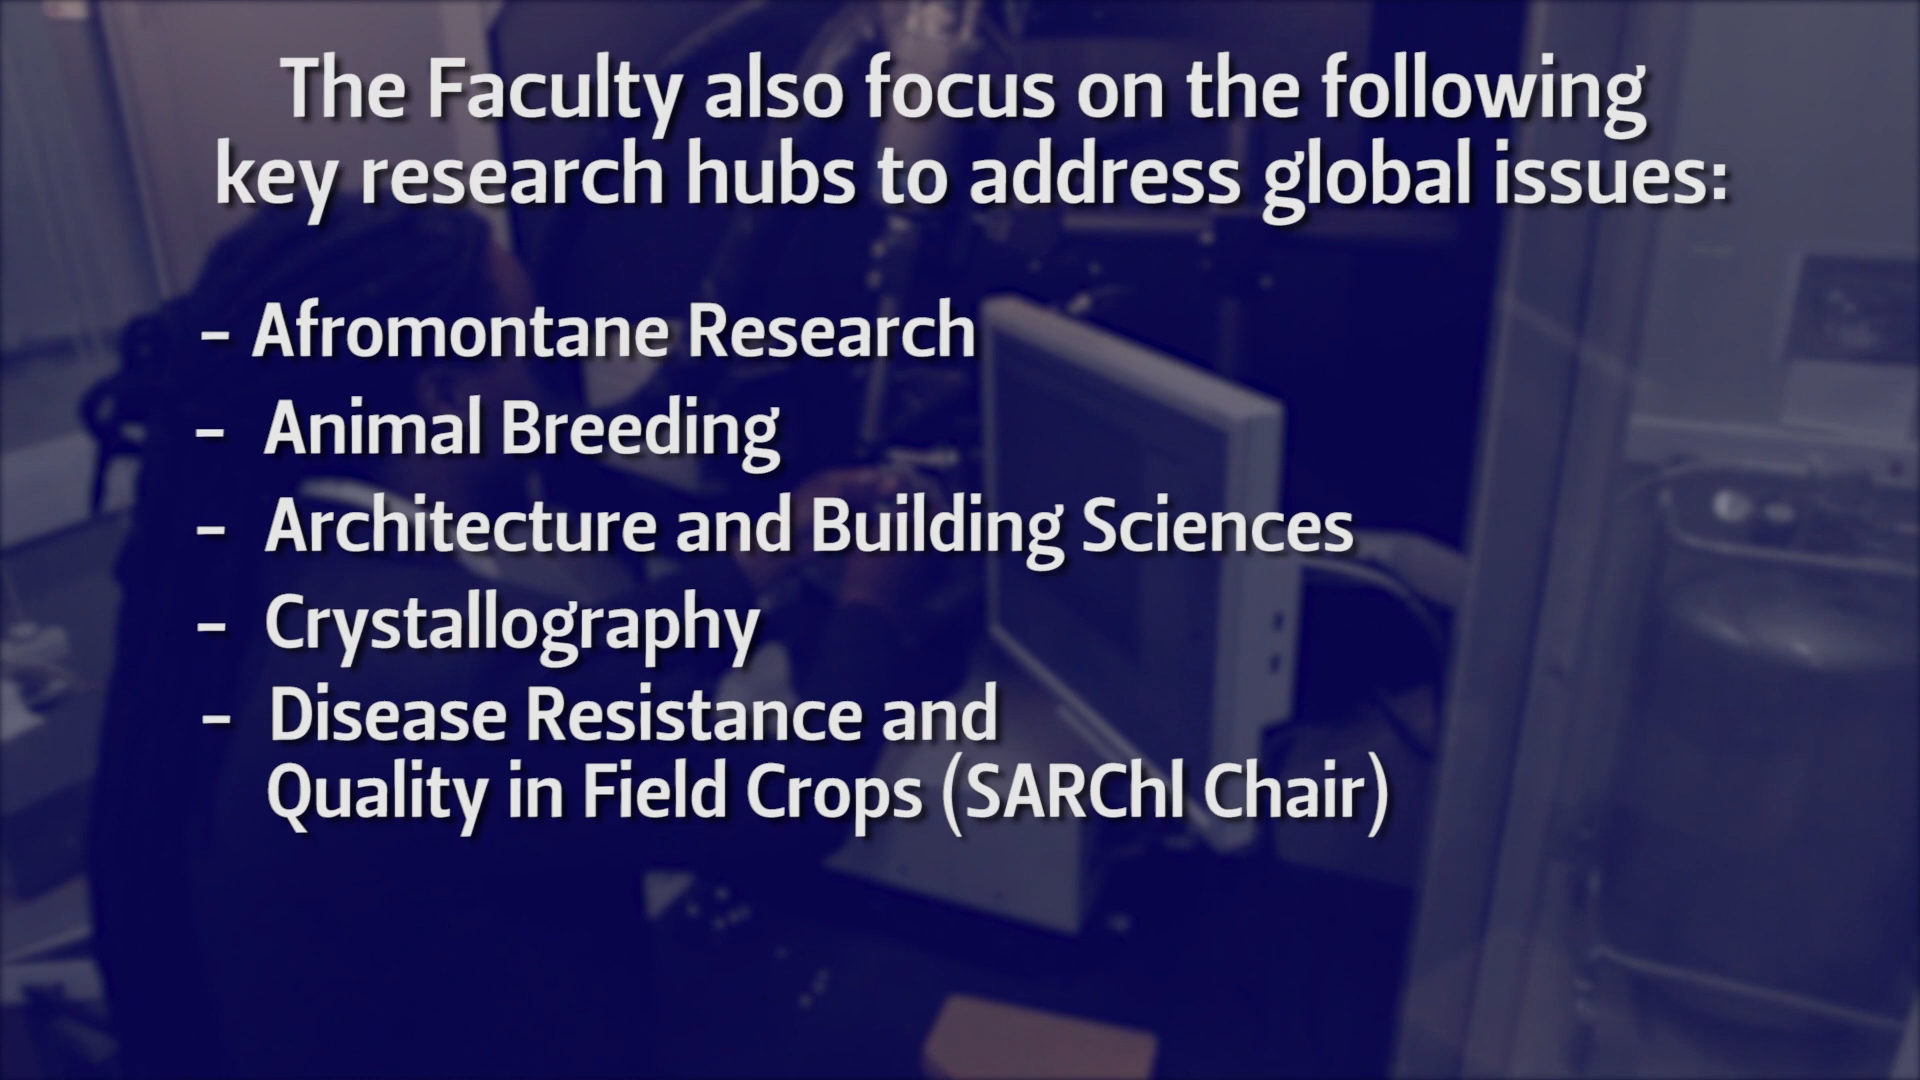 The Faculty also focus on the following
key research hubs to address global issues:
- Afromontane Research
- Animal Breeding
- Architecture and Building Sciences
- Crystallography
- Disease Resistance and
Quality in Field Crops (SARChI Chair)